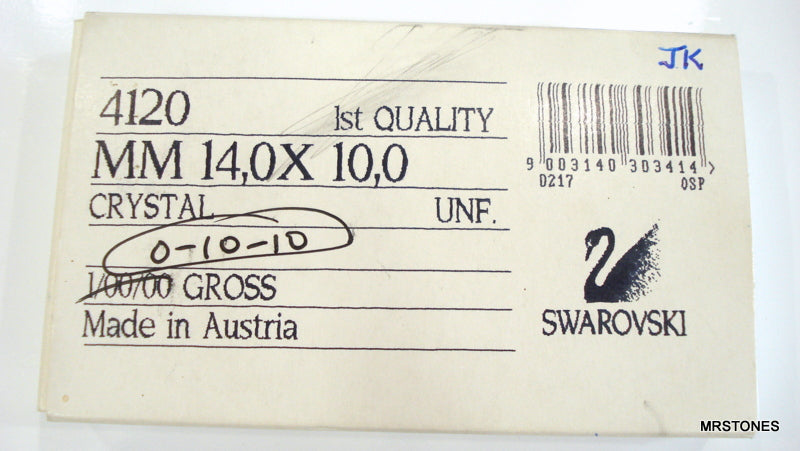 JK
4120 1st QUALITY
MM 14,0X 10,0
CRYSTAL UNF.
0-10-10
1/00/00 GROSS
Made in Austria
9 003140 303414 >
D217 QSP
SWAROVSKI
MRSTONES